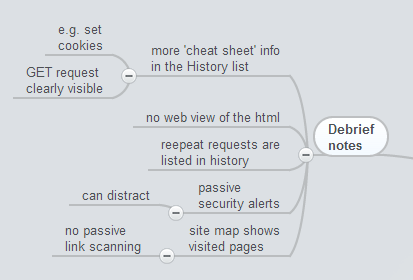 e.g. set
cookies
GET request
clearly visible
more 'cheat sheet' info
in the History list
no web view of the html
reepeat requests are
listed in history
can distract
passive
security alerts
no passive
link scanning
site map shows
visited pages
Debrief
notes